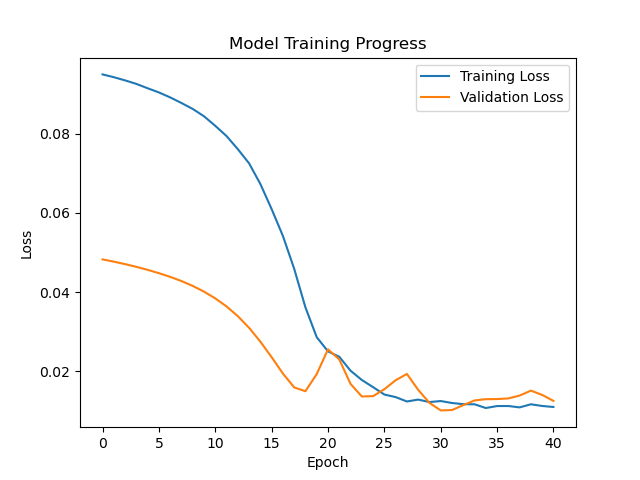 Model Training Progress
Training Loss
Validation Loss
Loss
0.08
0.06
0.04
0.02
0 5 10 15 20 25 30 35 40
Epoch